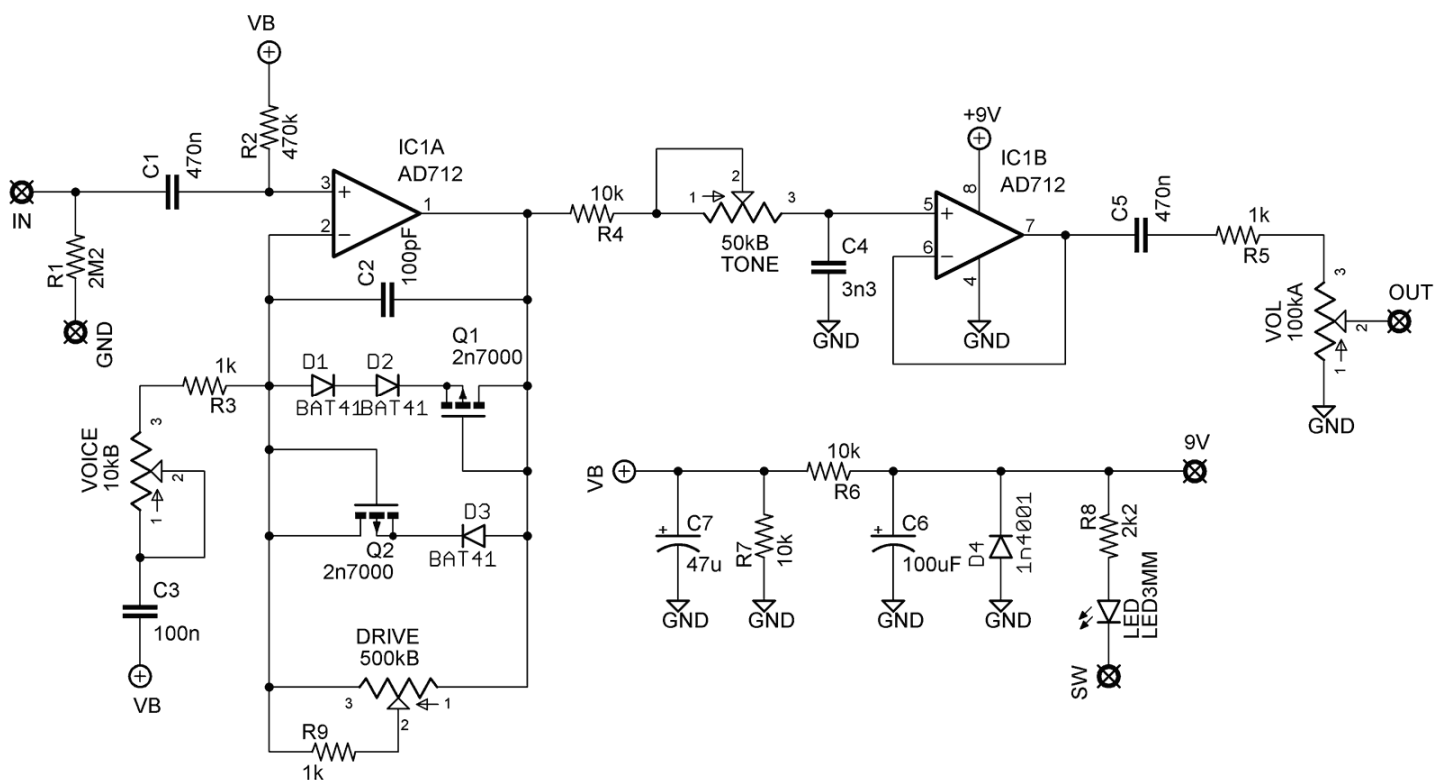 VB
R2
470k
C1
470n
IN
R1
2M2
GND
3
+
2
−
1
IC1A
AD712
C2
100pF
10k
R4
1
2
3
50kB
TONE
C4
3n3
GND
+9V
IC1B
AD712
8
5
+
6
−
7
4
GND
C5
470n
1k
R5
3
VOL
100kA
2
1
OUT
GND
1k
R3
D1
BAT41
D2
BAT41
Q1
2n7000
VOICE
10kB
3
2
1
C3
100n
VB
Q2
2n7000
D3
BAT41
DRIVE
500kB
3
1
2
R9
1k
VB
+
C7
47u
GND
R7
10k
GND
10k
R6
+
C6
100uF
GND
D4
1n4001
GND
R8
2k2
9V
LED
LED3MM
SW